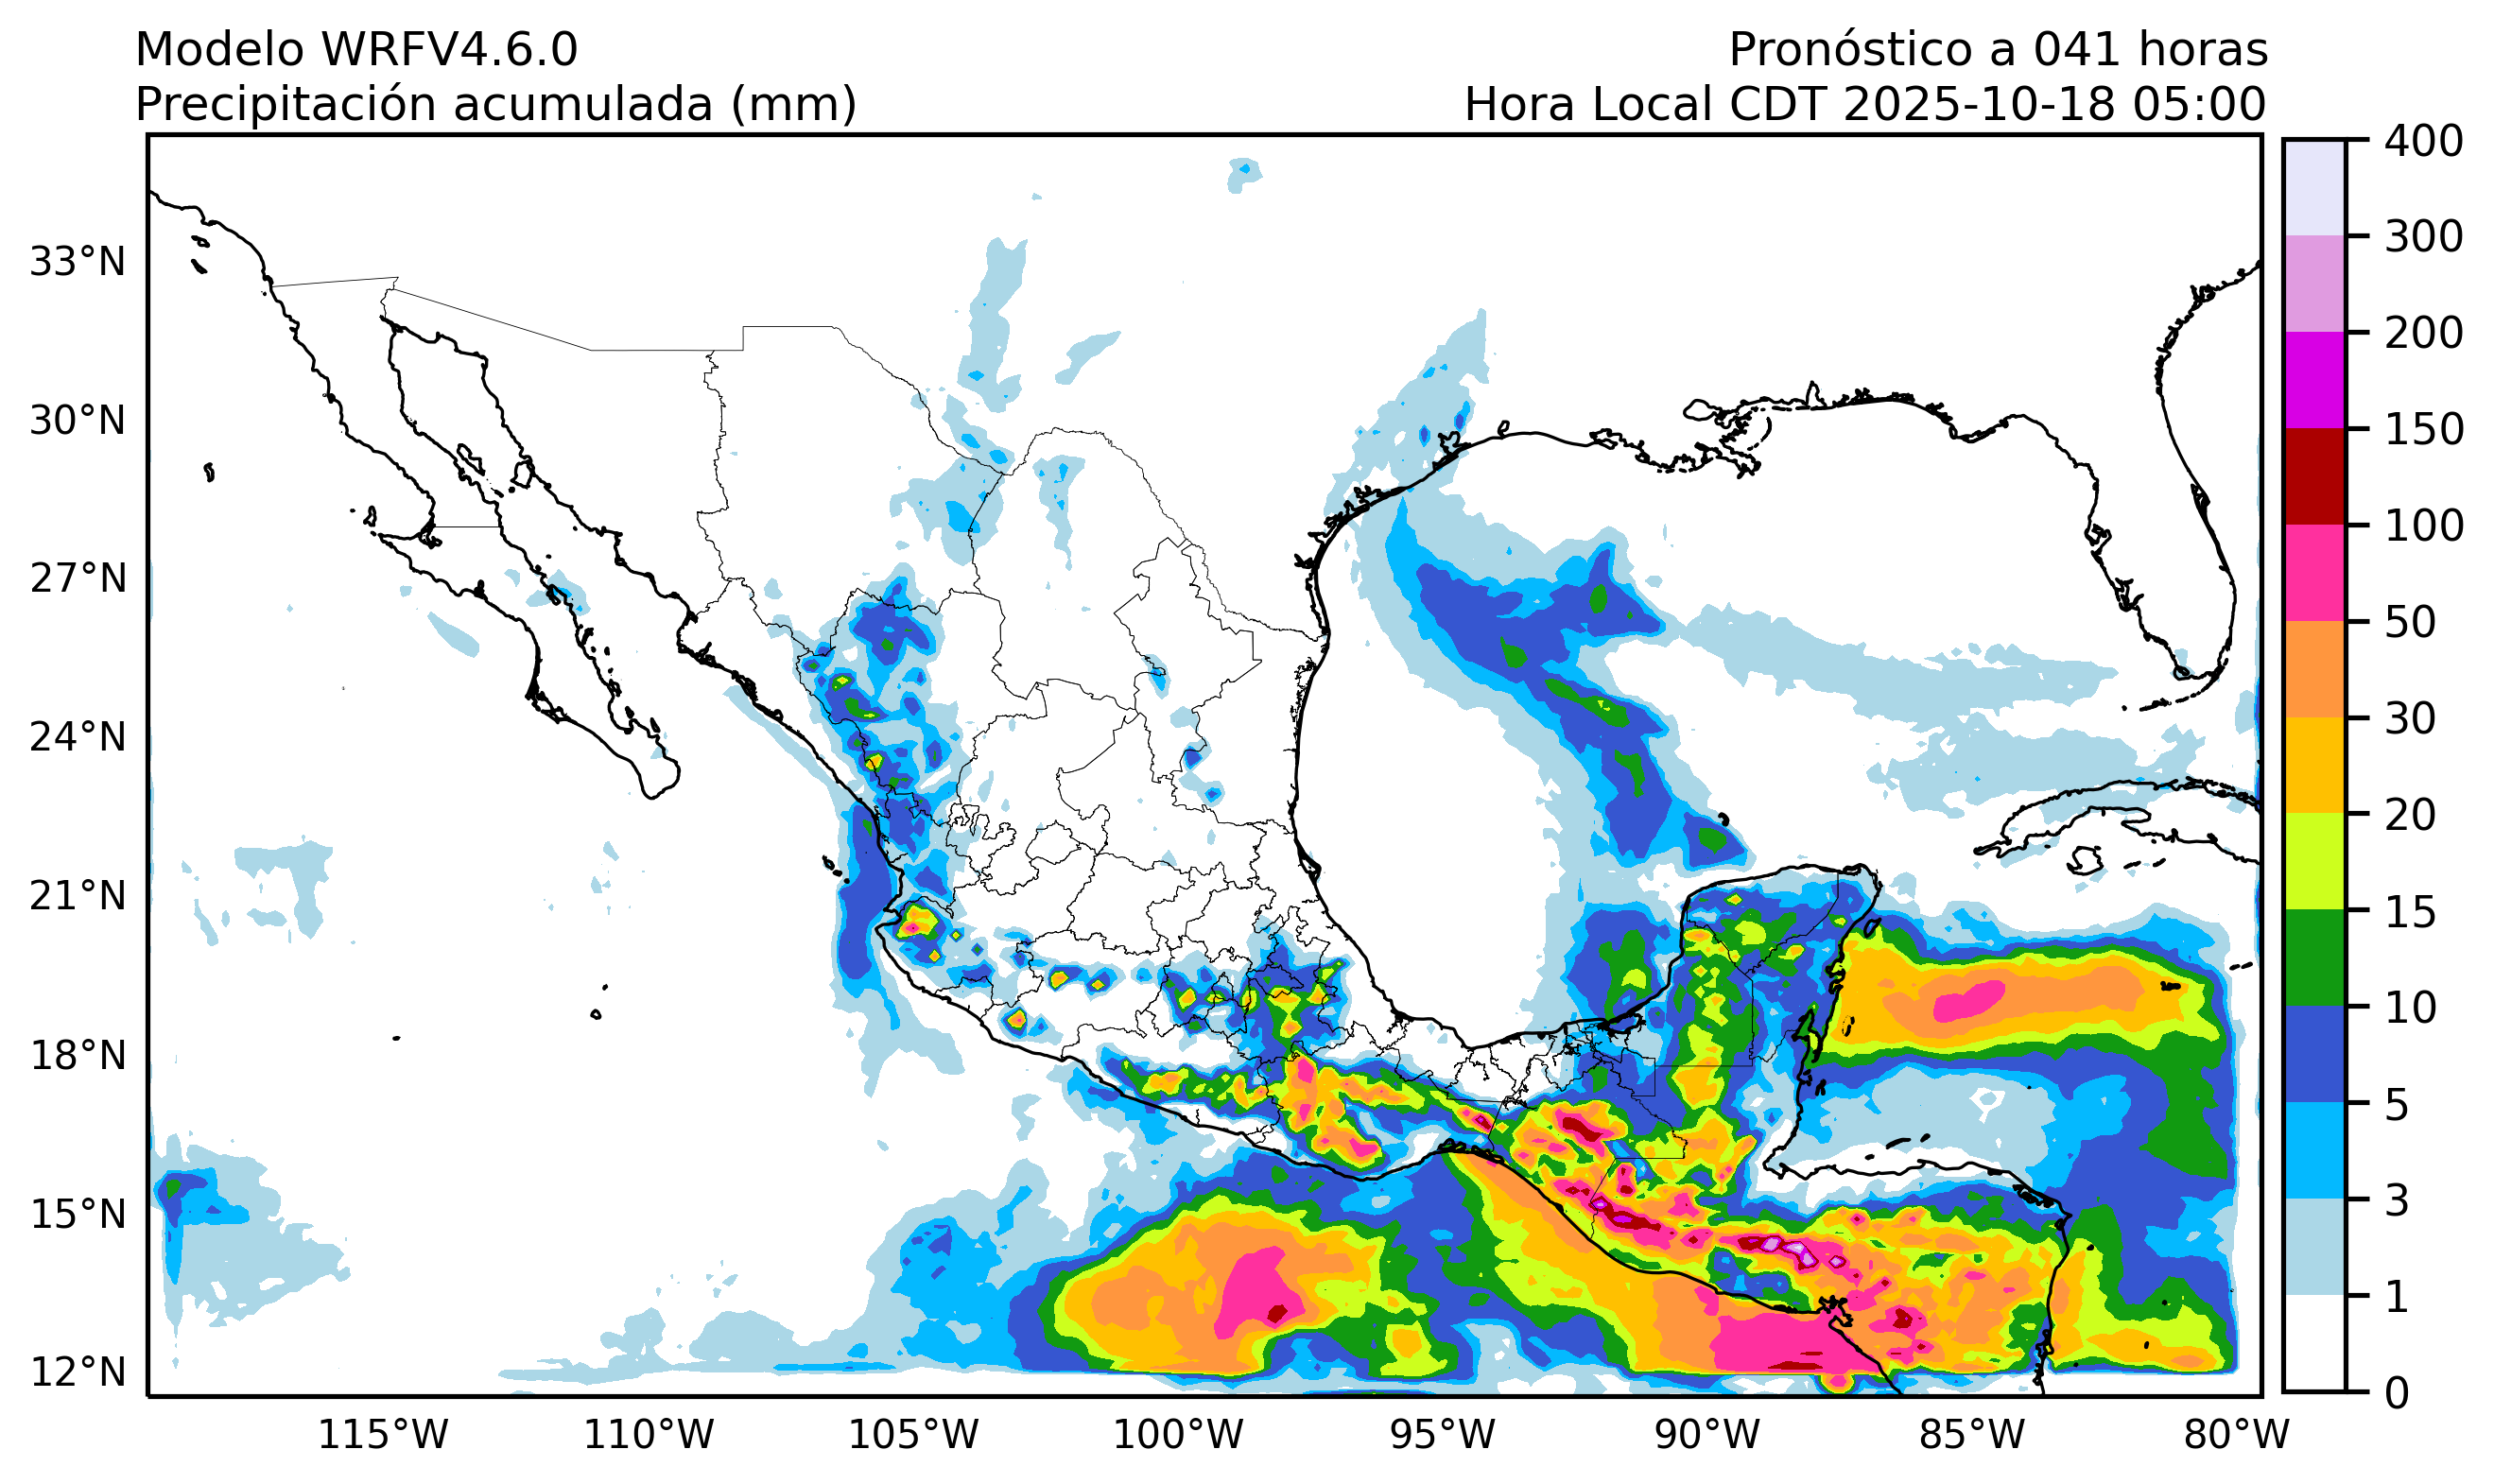 Modelo WRFV4.6.0
Pronóstico a 041 horas
Precipitación acumulada (mm)
Hora Local CDT 2025-10-18 05:00
33°N
30°N
27°N
24°N
21°N
18°N
15°N
12°N
115°W
110°W
105°W
100°W
95°W
90°W
85°W
80°W
400
300
200
150
100
50
30
20
15
10
5
3
1
0